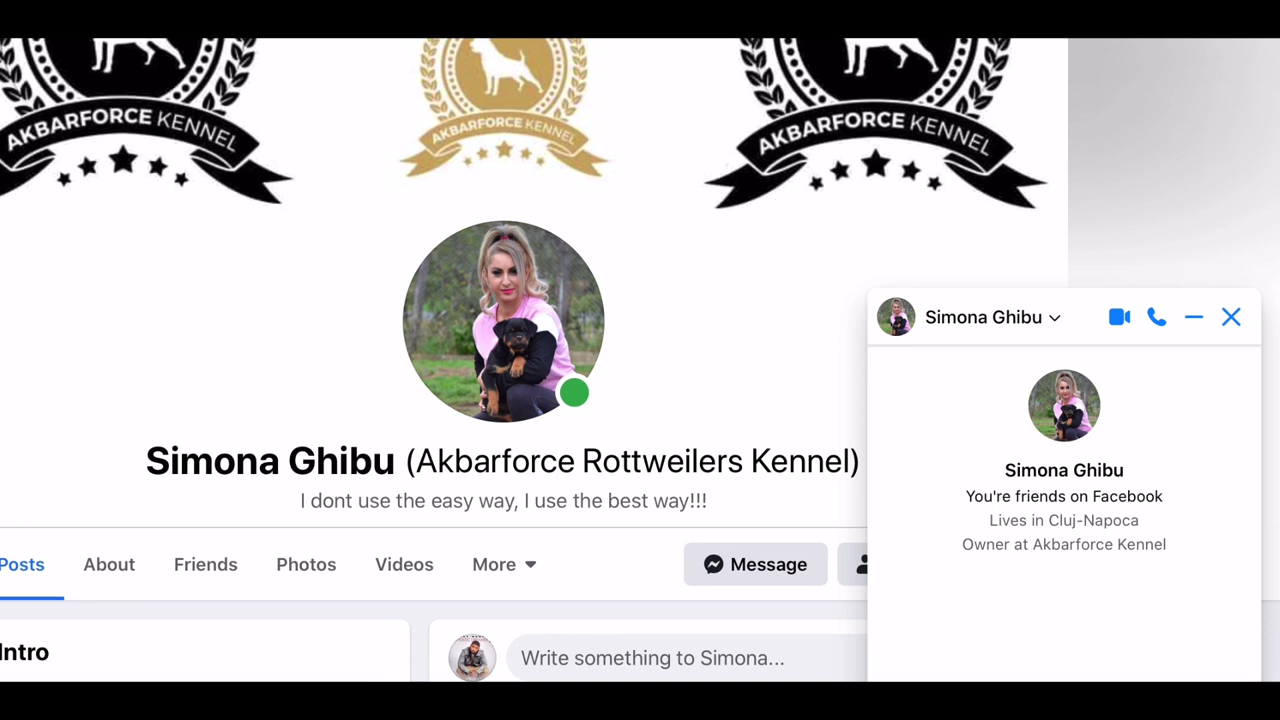 AKBARFORCE KENNEL
AKBARFORCE KENNEL
AKBARFORCE KENNEL
Simona Ghibu (Akbarforce Rottweilers Kennel)
I dont use the easy way, I use the best way!!!
Posts About Friends Photos Videos More
Message
Intro
Write something to Simona...
Simona Ghibu
Simona Ghibu
You're friends on Facebook
Lives in Cluj-Napoca
Owner at Akbarforce Kennel